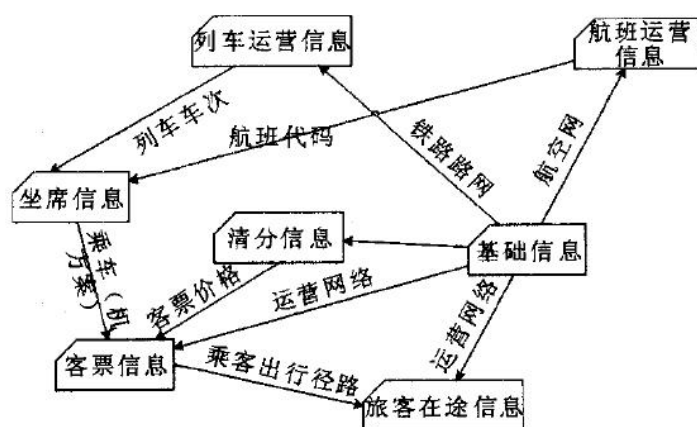 列车运营信息
航班运营
信息
列车车次
航班代码
铁路路网
航空网
坐席信息
乘车（机
方案）
清分信息
基础信息
客票价格
运营网络
运营网络
客票信息
乘客出行径路
旅客在途信息